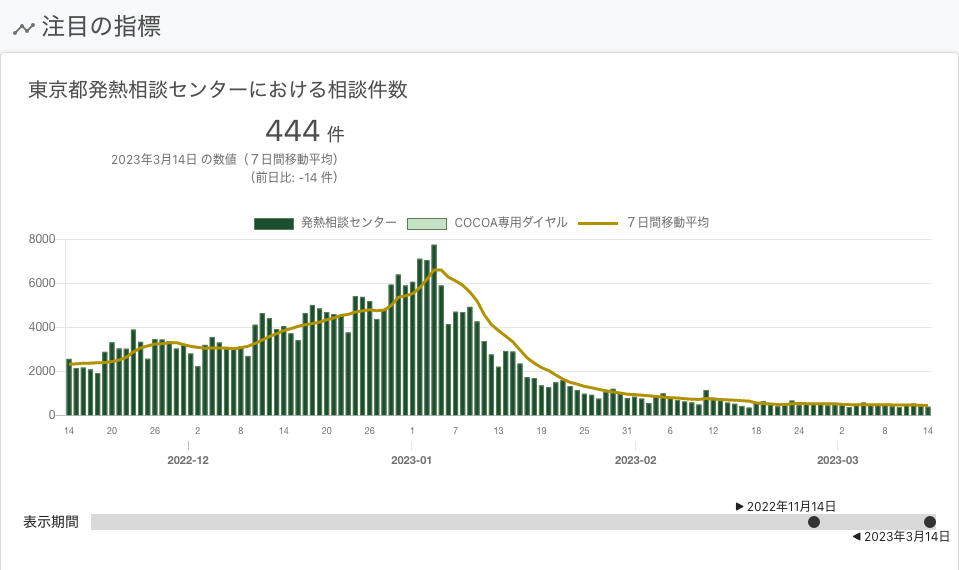 注目の指標
東京都発熱相談センターにおける相談件数
444 件
2023年3月14日 の数値（７日間移動平均）
（前日比: -14 件）
発熱相談センター COCOA専用ダイヤル ７日間移動平均
8000
6000
4000
2000
0
14 20 26 2 8 14 20 26 1 7 13 19 25 31 6 12 18 24 2 8 14
2022-12 2023-01 2023-02 2023-03
▶ 2022年11月14日
表示期間
◀ 2023年3月14日